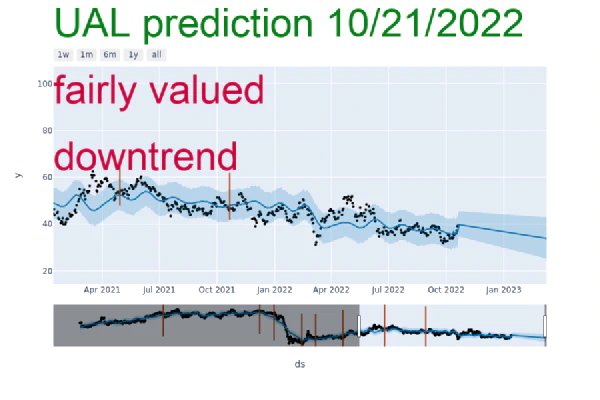 UAL prediction 10/21/2022
1w 1m 6m 1y all
100
fairly valued
80
downtrend
60
y
40
20
Apr 2021 Jul 2021 Oct 2021 Jan 2022 Apr 2022 Jul 2022 Oct 2022 Jan 2023
ds